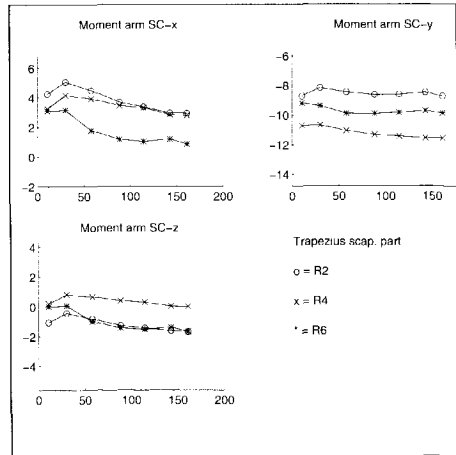 Moment arm SC-x
6
4
2
0
-2
0 50 100 150 200
Moment arm SC-y
-6
-8
-10
-12
-14
0 50 100 150
Moment arm SC-z
4
2
0
-2
-4
0 50 100 150 200
Trapezius scap. part
o = R2
x = R4
* = R6